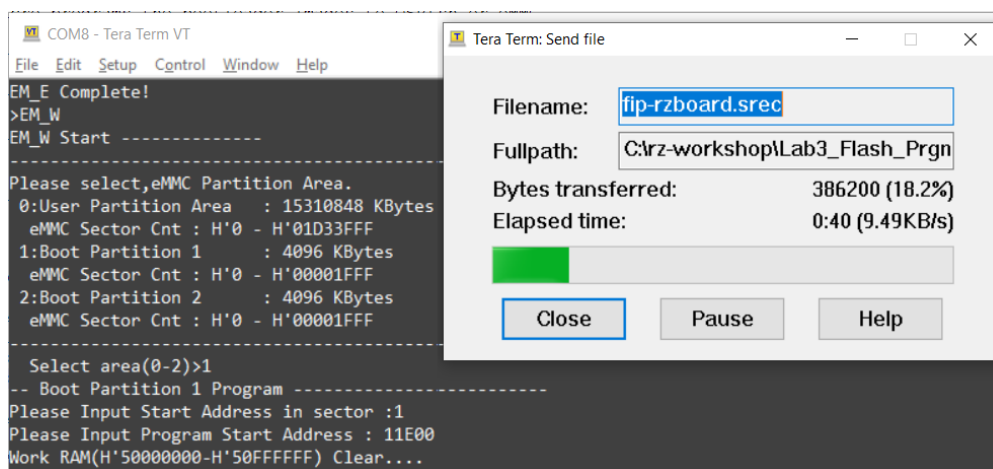 COM8 - Tera Term VT
File Edit Setup Control Window Help
EM_E Complete!
>EM_W
EM_W Start --------------
---------------------------------------------
Please select,eMMC Partition Area.
0:User Partition Area : 15310848 KBytes
eMMC Sector Cnt : H'0 - H'01D33FFF
1:Boot Partition 1 : 4096 KBytes
eMMC Sector Cnt : H'0 - H'00001FFF
2:Boot Partition 2 : 4096 KBytes
eMMC Sector Cnt : H'0 - H'00001FFF
---------------------------------------------
Select area(0-2)>1
-- Boot Partition 1 Program --------------------------
Please Input Start Address in sector :1
Please Input Program Start Address : 11E00
Work RAM(H'50000000-H'50FFFFFF) Clear....
Tera Term: Send file
Filename: fip-rzboard.srec
Fullpath: C:\rz-workshop\Lab3_Flash_Prgn
Bytes transferred: 386200 (18.2%)
Elapsed time: 0:40 (9.49KB/s)
Close Pause Help